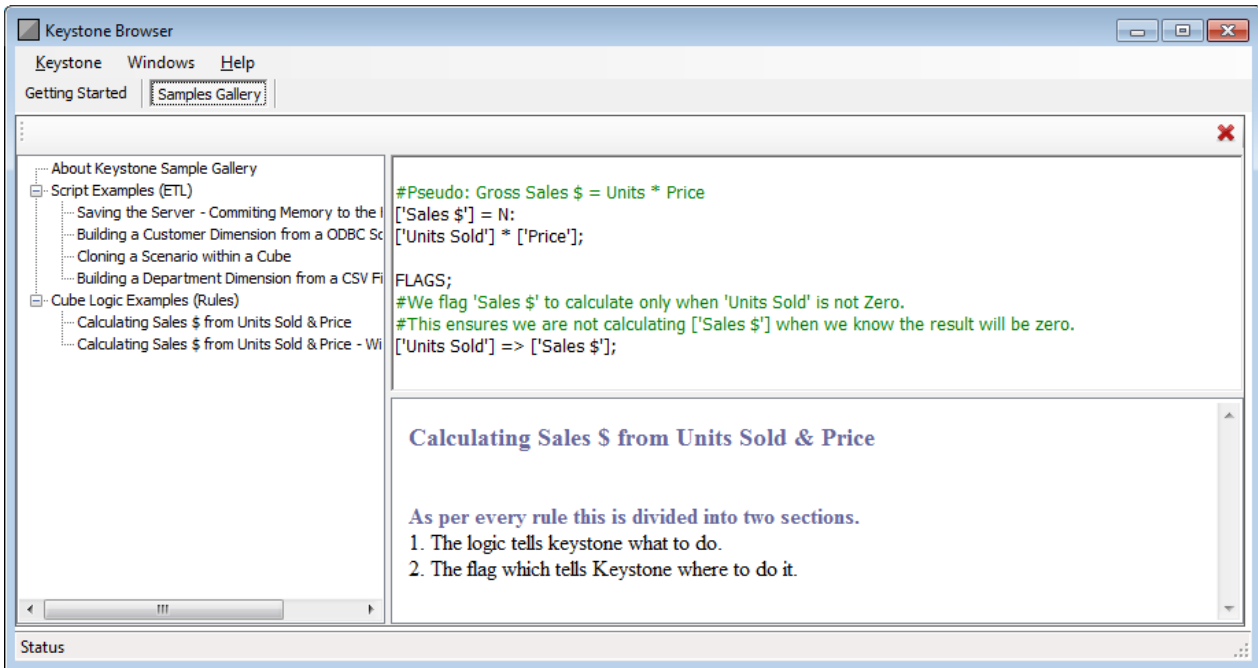 Keystone Browser
Keystone Windows Help
Getting Started Samples Gallery
About Keystone Sample Gallery
Script Examples (ETL)
Saving the Server - Commiting Memory to the
Building a Customer Dimension from a ODBC
Cloning a Scenario within a Cube
Building a Department Dimension from a CSV
Cube Logic Examples (Rules)
Calculating Sales $ from Units Sold & Price
Calculating Sales $ from Units Sold & Price -
#Pseudo: Gross Sales $ = Units * Price
['Sales $'] = N:
['Units Sold'] * ['Price'];
FLAGS;
#We flag 'Sales $' to calculate only when 'Units Sold' is not Zero.
#This ensures we are not calculating ['Sales $'] when we know the result will be zero.
['Units Sold'] => ['Sales $'];
Calculating Sales $ from Units Sold & Price
As per every rule this is divided into two sections.
1. The logic tells keystone what to do.
2. The flag which tells Keystone where to do it.
Status